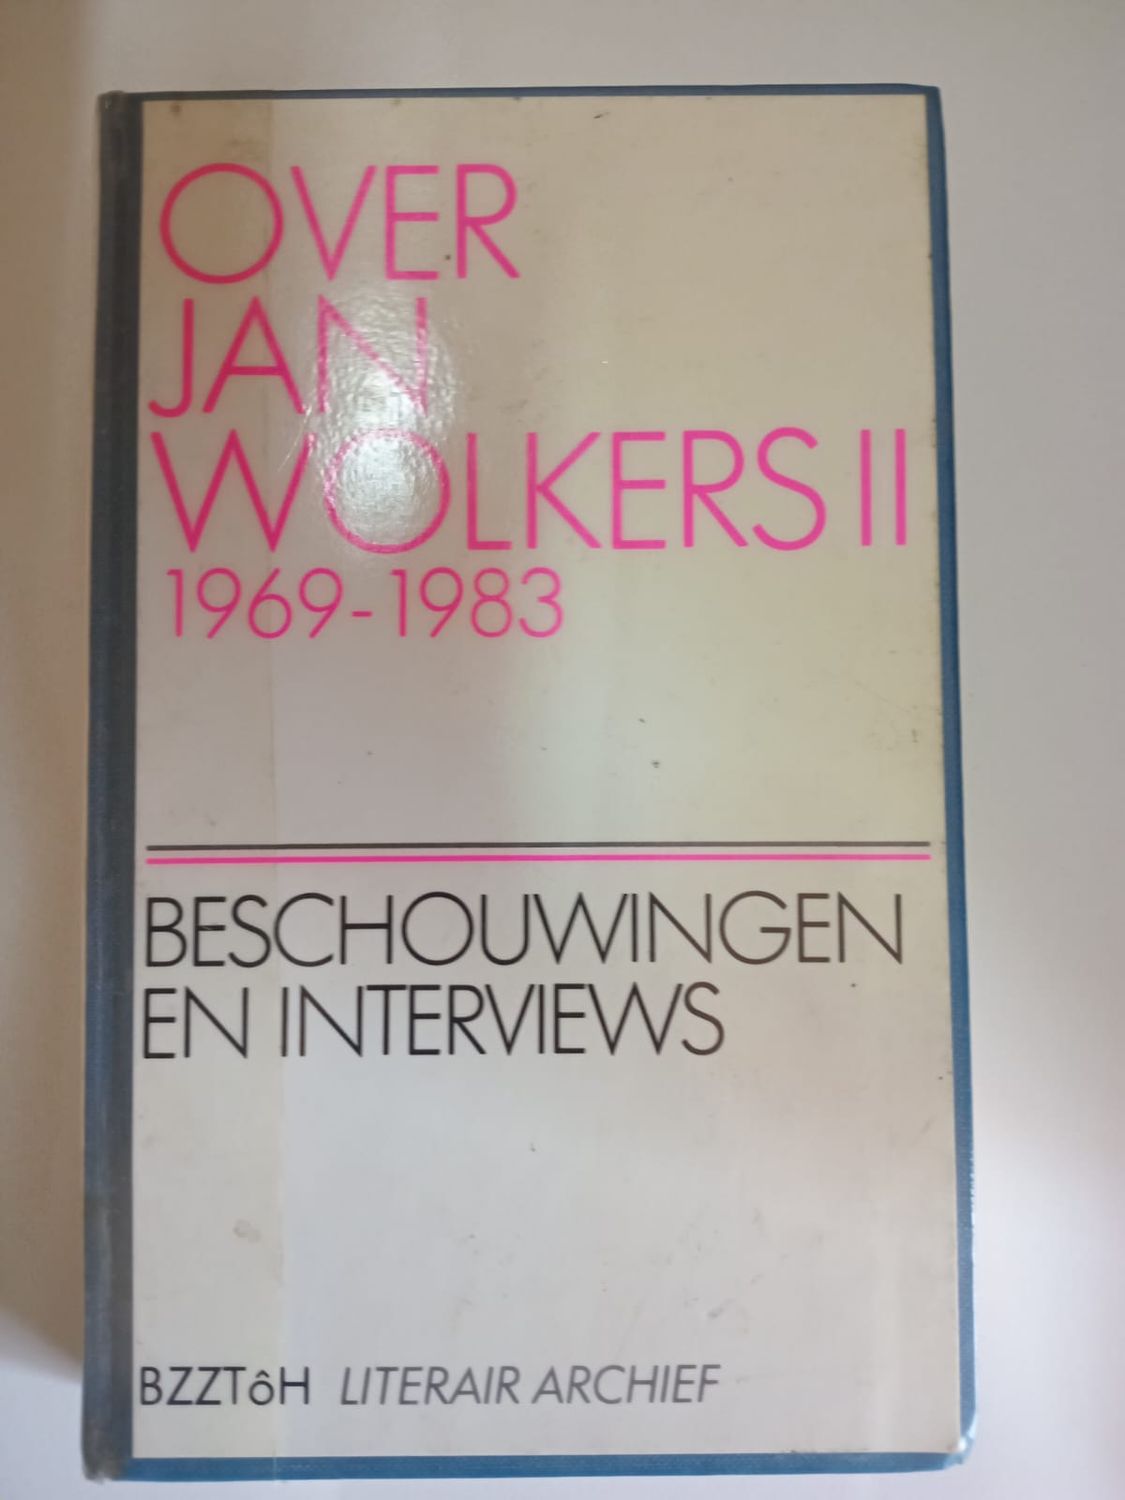 OVER
JAN
WOLKERS II
1969-1983
BESCHOUWINGEN
EN INTERVIEWS
BZZTôH LITERAIR ARCHIEF